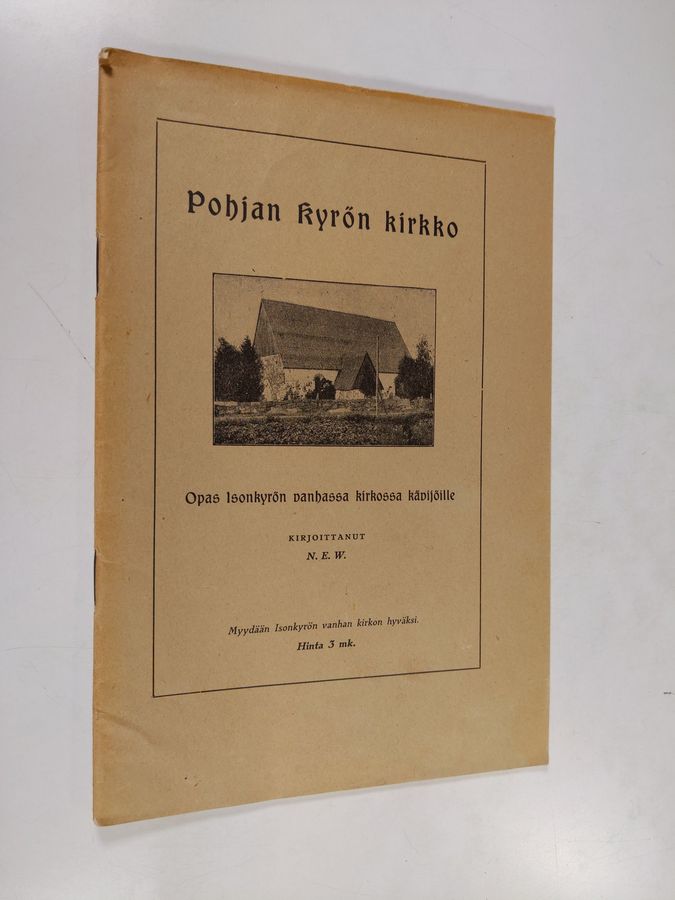 Pohjan Kyrön kirkko
Opas Isonkyrön vanhassa kirkossa kävijöille
KIRJOITTANUT
N. E. W.
Myydään Isonkyrön vanhan kirkon hyväksi.
Hinta 3 mk.